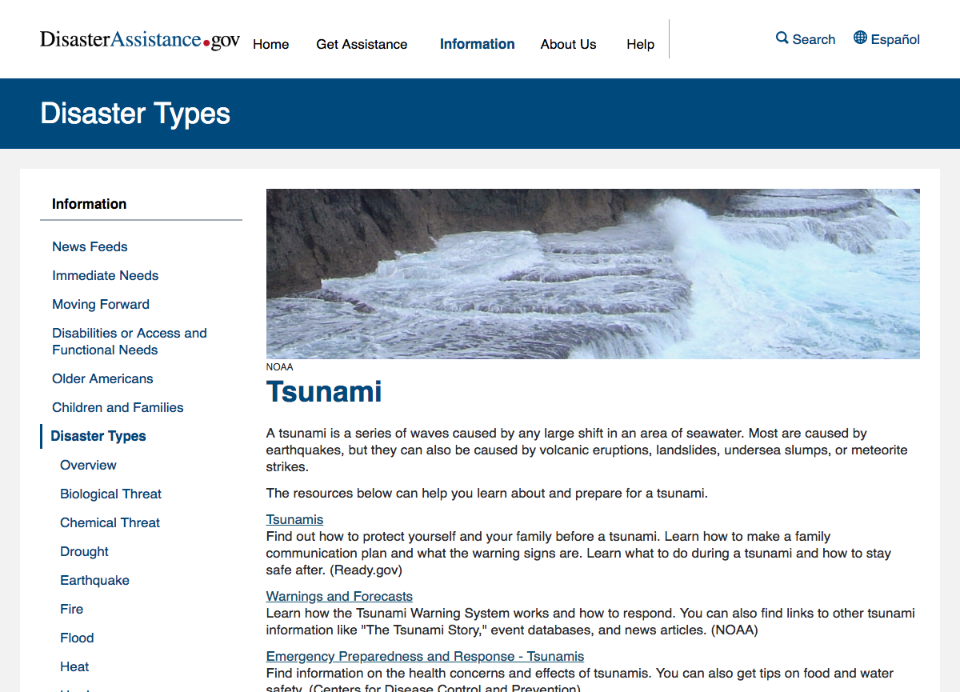 DisasterAssistance.gov
Home
Get Assistance
Information
About Us
Help
Search
Español
Disaster Types
Information
News Feeds
Immediate Needs
Moving Forward
Disabilities or Access and
Functional Needs
Older Americans
Children and Families
Disaster Types
Overview
Biological Threat
Chemical Threat
Drought
Earthquake
Fire
Flood
Heat
NOAA
Tsunami
A tsunami is a series of waves caused by any large shift in an area of seawater. Most are caused by
earthquakes, but they can also be caused by volcanic eruptions, landslides, undersea slumps, or meteorite
strikes.
The resources below can help you learn about and prepare for a tsunami.
Tsunamis
Find out how to protect yourself and your family before a tsunami. Learn how to make a family
communication plan and what the warning signs are. Learn what to do during a tsunami and how to stay
safe after. (Ready.gov)
Warnings and Forecasts
Learn how the Tsunami Warning System works and how to respond. You can also find links to other tsunami
information like "The Tsunami Story," event databases, and news articles. (NOAA)
Emergency Preparedness and Response - Tsunamis
Find information on the health concerns and effects of tsunamis. You can also get tips on food and water
safety. (Centers for Disease Control and Prevention)